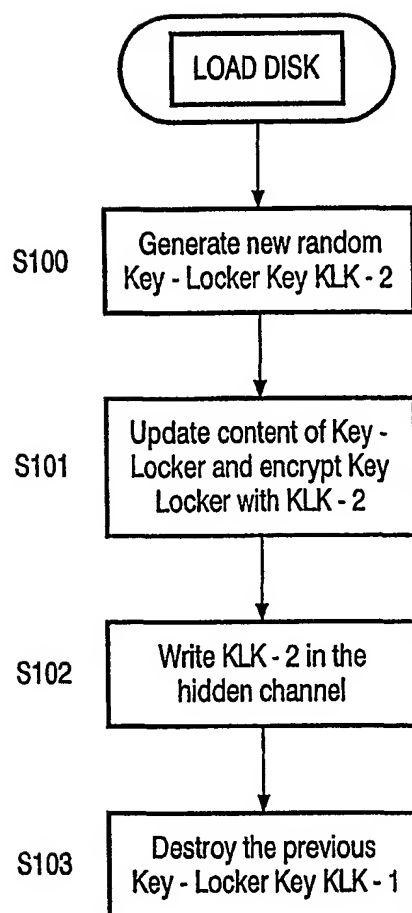 LOAD DISK
S100
Generate new random
Key - Locker Key KLK - 2
S101
Update content of Key -
Locker and encrypt Key
Locker with KLK - 2
S102
Write KLK - 2 in the
hidden channel
S103
Destroy the previous
Key - Locker Key KLK - 1